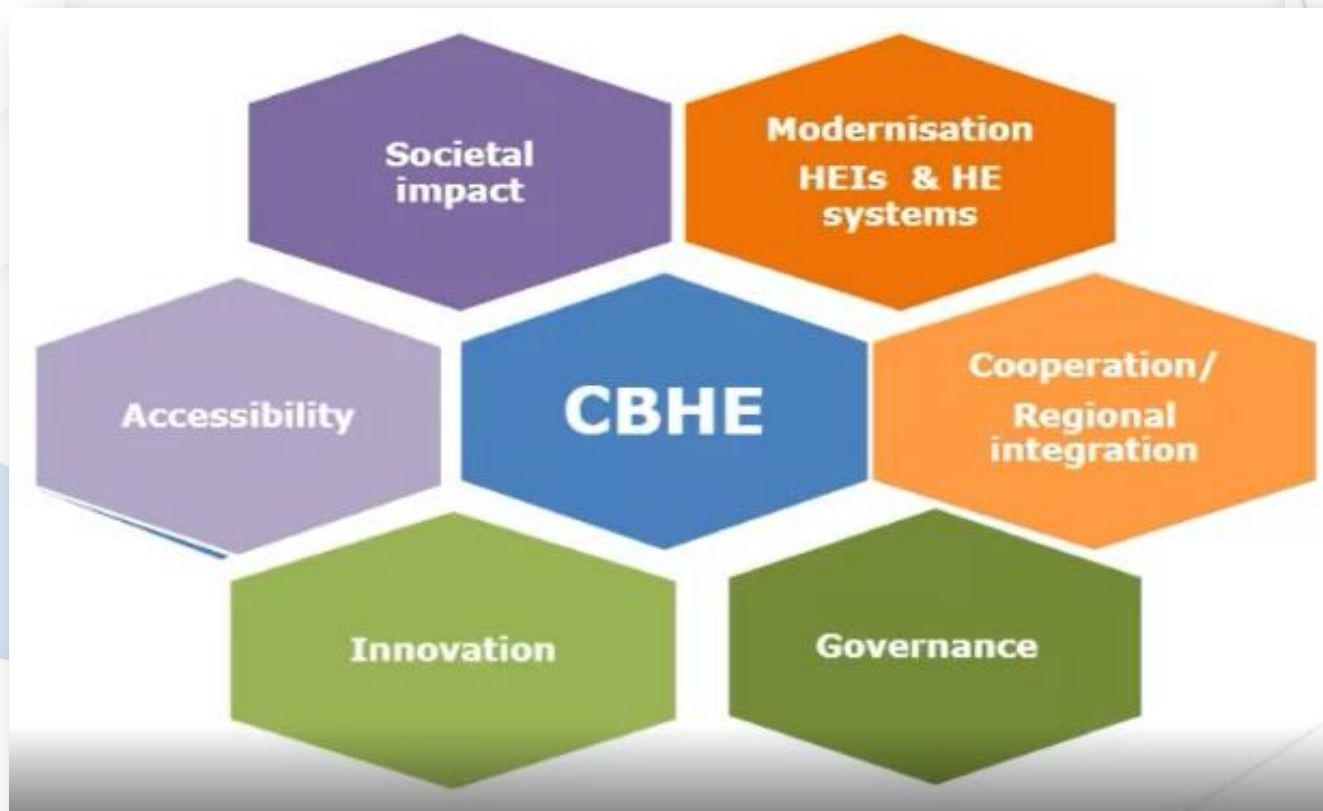 Societal
impact
Modernisation
HEIs & HE
systems
Accessibility
CBHE
Cooperation/
Regional
integration
Innovation
Governance